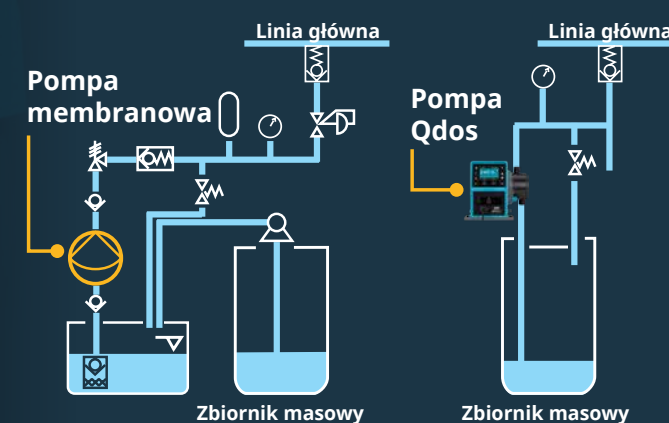 Linia główna
Pompa
membranowa
Zbiornik masowy
Linia główna
Pompa
Qdos
Zbiornik masowy